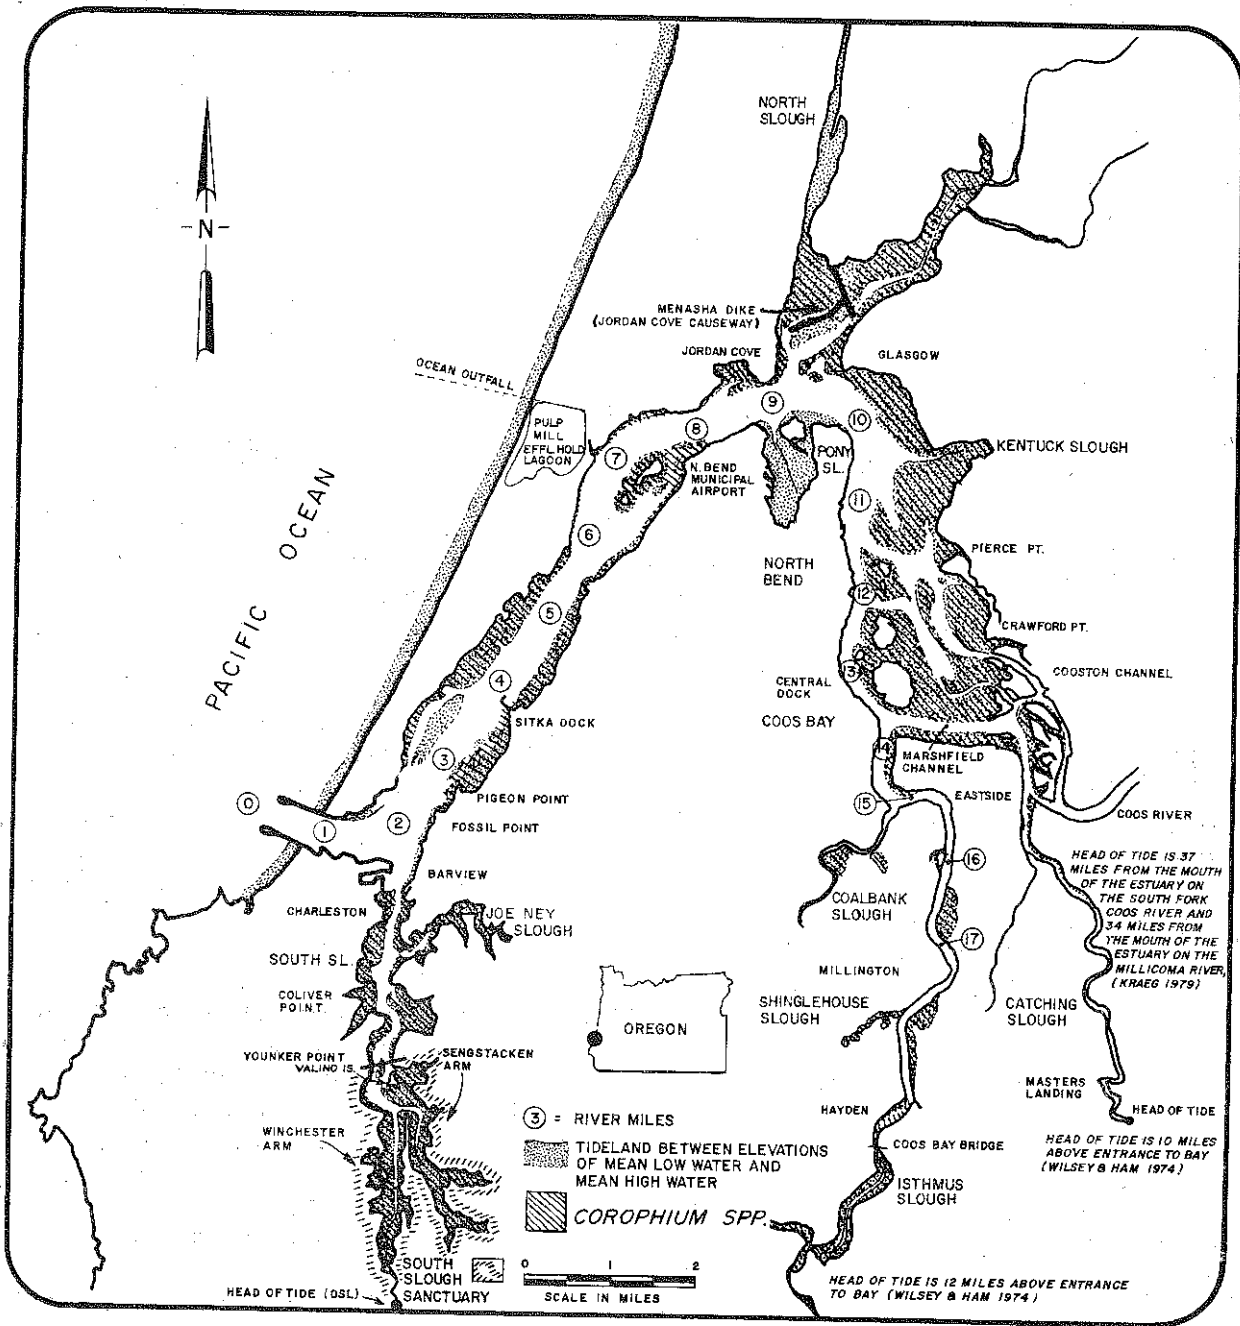 NORTH
SLOUGH
-N-
MENASHA DIKE
(JORDAN COVE CAUSEWAY)
JORDAN COVE
GLASGOW
OCEAN OUTFALL
9
10
8
PULP
MILL
EFFL.HOLD
LAGOON
7
PONY
SL.
KENTUCK SLOUGH
N. BEND
MUNICIPAL
AIRPORT
11
6
PACIFIC OCEAN
NORTH
BEND
PIERCE PT.
12
5
CRAWFORD PT.
13
COOSTON CHANNEL
4
CENTRAL
DOCK
SITKA DOCK
COOS BAY
14
MARSHFIELD
CHANNEL
3
PIGEON POINT
15
EASTSIDE
0
1
2
FOSSIL POINT
COOS RIVER
16
HEAD OF TIDE IS 37
MILES FROM THE MOUTH
OF THE ESTUARY ON
THE SOUTH FORK
COOS RIVER AND
34 MILES FROM
THE MOUTH OF THE
ESTUARY ON THE
MILLICOMA RIVER,
(KRAEG 1979)
BARVIEW
CHARLESTON
JOE NEY
SLOUGH
COALBANK
SLOUGH
17
SOUTH SL.
MILLINGTON
COLIVER
POINT.
SHINGLEHOUSE
SLOUGH
CATCHING
SLOUGH
OREGON
YOUNKER POINT
VALINO IS.
SENGSTACKEN
ARM
MASTERS
LANDING
HEAD OF TIDE
HAYDEN
3 = RIVER MILES
WINCHESTER
ARM
COOS BAY BRIDGE
HEAD OF TIDE IS 10 MILES
ABOVE ENTRANCE TO BAY
(WILSEY & HAM 1974)
TIDELAND BETWEEN ELEVATIONS
OF MEAN LOW WATER AND
MEAN HIGH WATER
ISTHMUS
SLOUGH
COROPHIUM SPP.
SOUTH
SLOUGH
SANCTUARY
0 1 2
SCALE IN MILES
HEAD OF TIDE (DSL)
HEAD OF TIDE IS 12 MILES ABOVE ENTRANCE
TO BAY (WILSEY & HAM 1974)